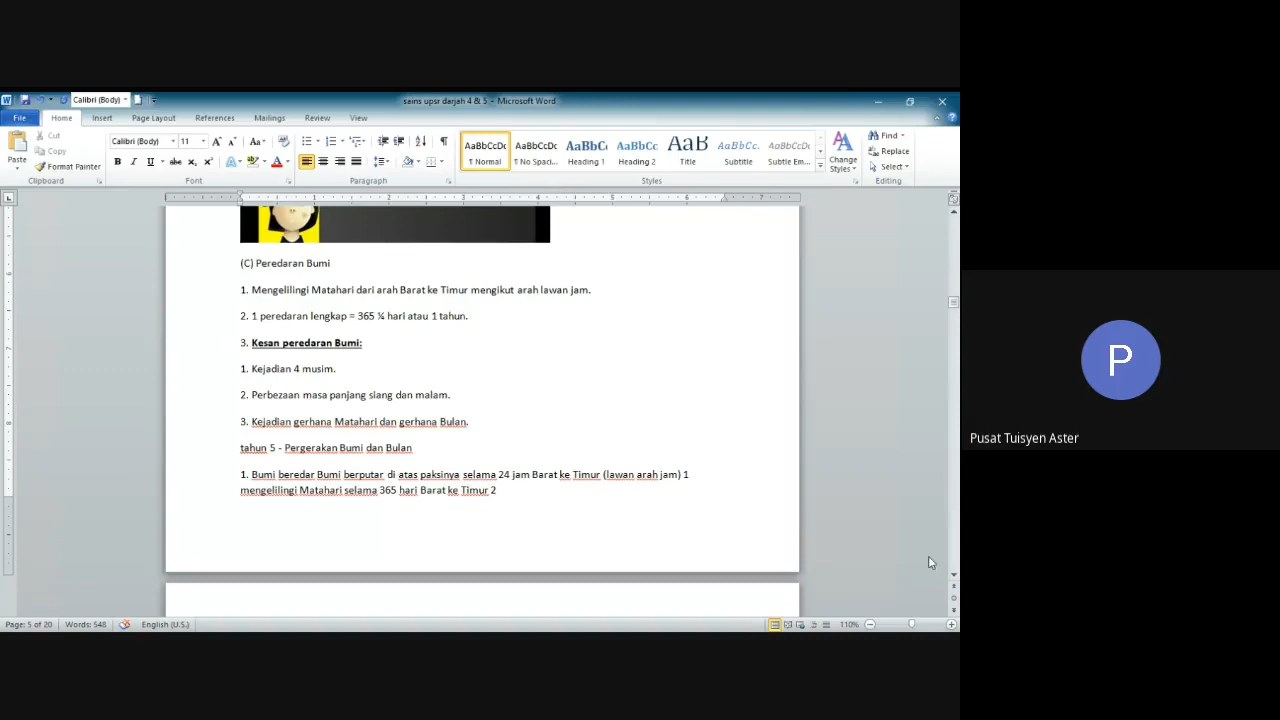 Calibri (Body)
sains upsr darjah 4 & 5 - Microsoft Word
File Home Insert Page Layout References Mailings Review View
Cut
Copy
Format Painter
Paste
Calibri (Body) 11
AaBbCcDc AaBbCcDc AaBbC AaBbCc AaB AaBbCc. AaBbCcDc
¶ Normal ¶ No Spaci... Heading 1 Heading 2 Title Subtitle Subtle Em...
Change Styles
Find
Replace
Select
Clipboard Font Paragraph Styles Editing
(C) Peredaran Bumi
1. Mengelilingi Matahari dari arah Barat ke Timur mengikut arah lawan jam.
2. 1 peredaran lengkap = 365 ¼ hari atau 1 tahun.
3. Kesan peredaran Bumi:
1. Kejadian 4 musim.
2. Perbezaan masa panjang siang dan malam.
3. Kejadian gerhana Matahari dan gerhana Bulan.
tahun 5 - Pergerakan Bumi dan Bulan
1. Bumi beredar Bumi berputar di atas paksinya selama 24 jam Barat ke Timur (lawan arah jam) 1
mengelilingi Matahari selama 365 hari Barat ke Timur 2
Page: 5 of 20 Words: 548 English (U.S.) 110%
P
Pusat Tuisyen Aster